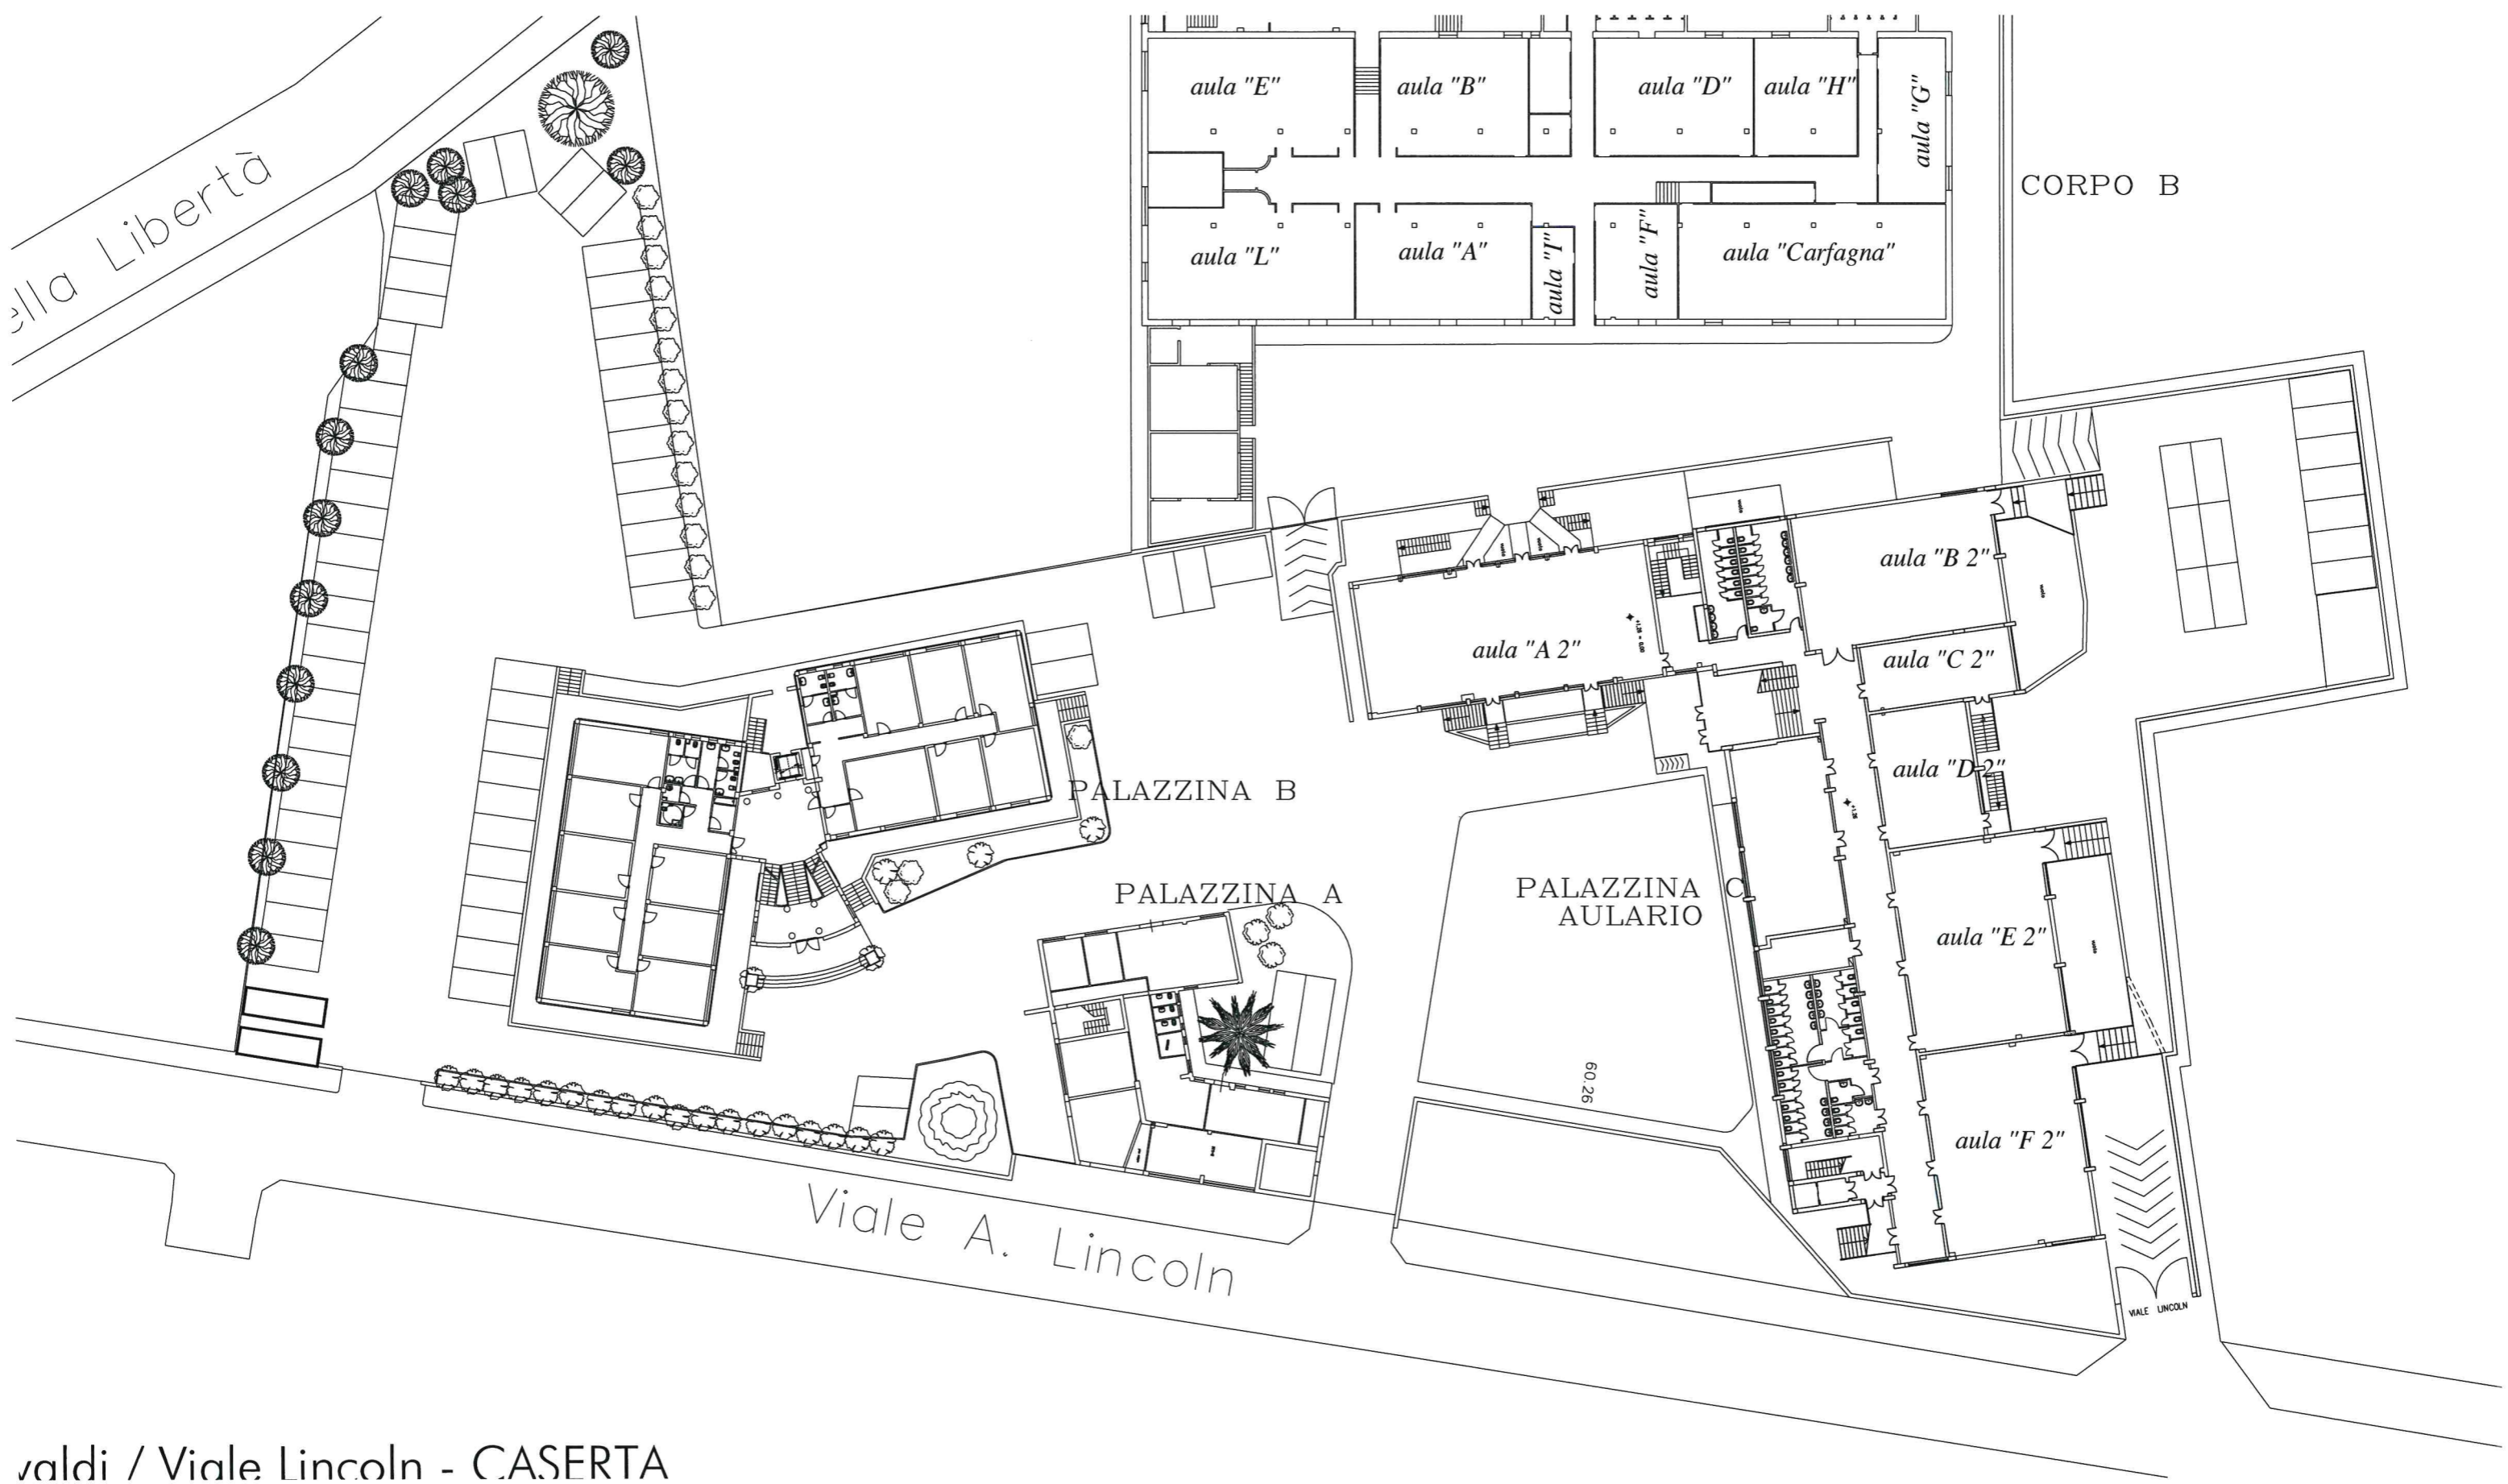 aula "E"
aula "B"
aula "D"
aula "H"
aula "G"
ella Libertà
CORPO B
aula "L"
aula "A"
aula "I"
aula "F"
aula "Carfagna"
aula "B 2"
aula "A 2"
aula "C 2"
aula "D 2"
PALAZZINA B
PALAZZINA A
PALAZZINA C
AULARIO
aula "E 2"
60.26
aula "F 2"
Viale A. Lincoln
VIALE LINCOLN
valdi / Viale Lincoln - CASERTA